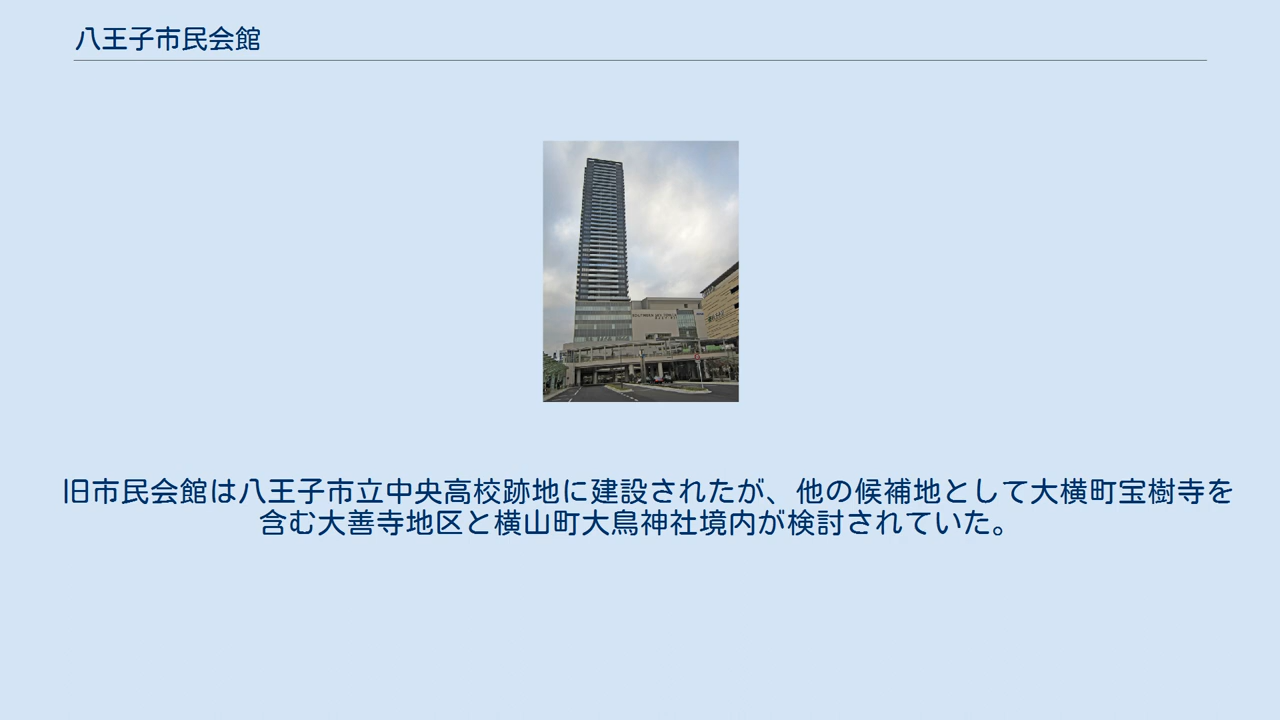 八王子市民会館
旧市民会館は八王子市立中央高校跡地に建設されたが、他の候補地として大横町宝樹寺を
含む大善寺地区と横山町大鳥神社境内が検討されていた。